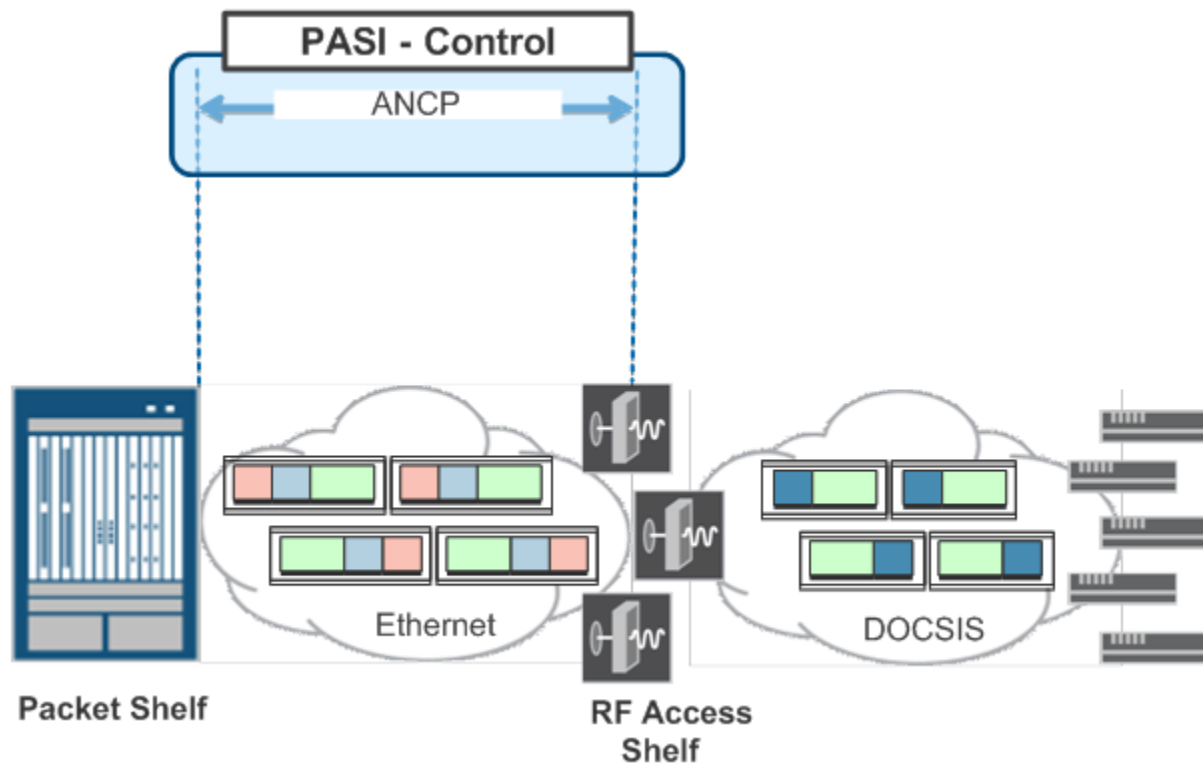 PASI - Control
ANCP
Ethernet
DOCSIS
Packet Shelf
RF Access
Shelf